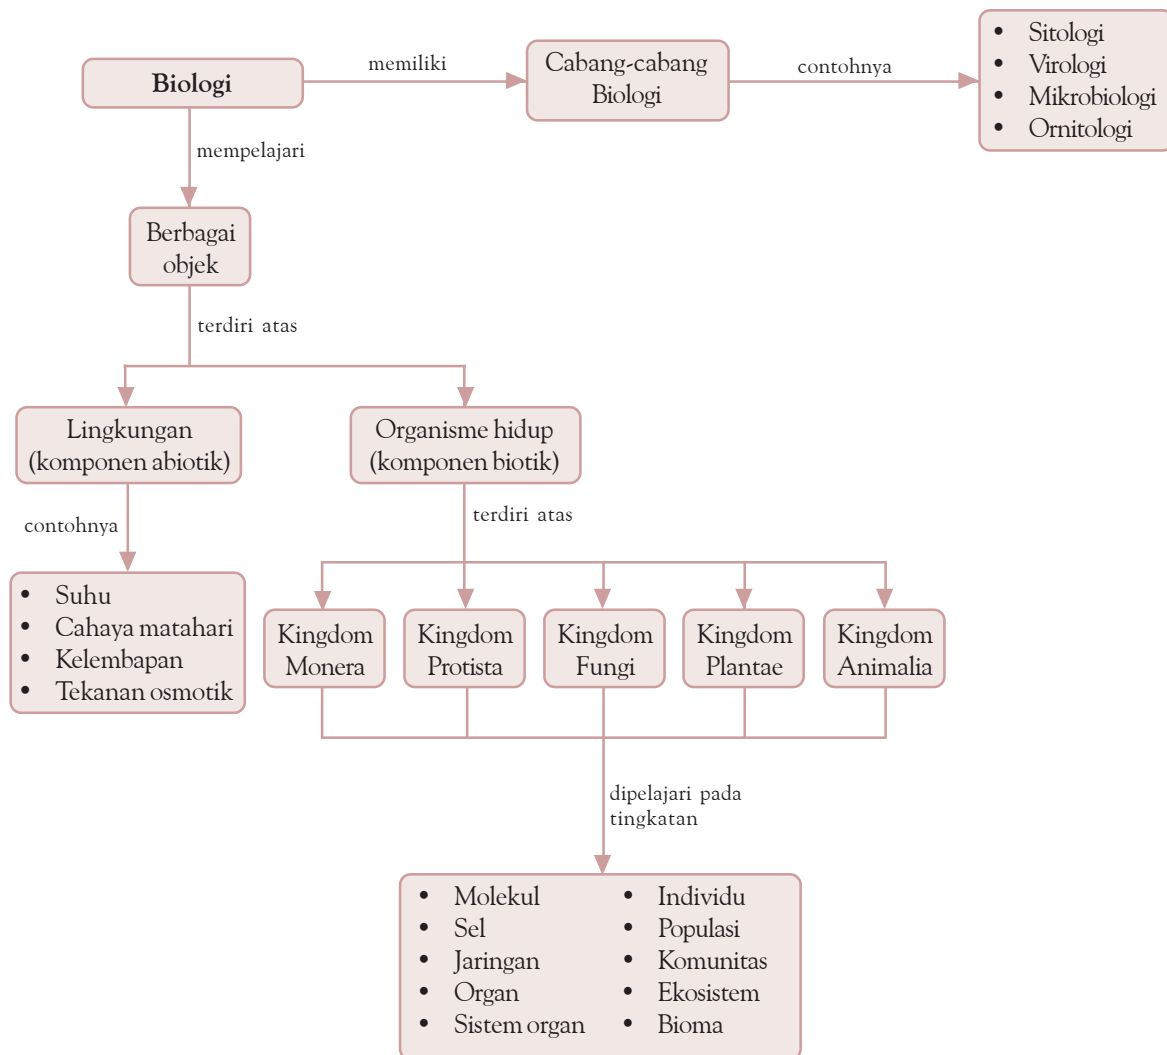 Biologi
memiliki
Cabang-cabang
Biologi
contohnya
• Sitologi
• Virologi
• Mikrobiologi
• Ornitologi
mempelajari
Berbagai
objek
terdiri atas
Lingkungan
(komponen abiotik)
Organisme hidup
(komponen biotik)
contohnya
• Suhu
• Cahaya matahari
• Kelembapan
• Tekanan osmotik
terdiri atas
Kingdom
Monera
Kingdom
Protista
Kingdom
Fungi
Kingdom
Plantae
Kingdom
Animalia
dipelajari pada
tingkatan
• Molekul
• Sel
• Jaringan
• Organ
• Sistem organ
• Individu
• Populasi
• Komunitas
• Ekosistem
• Bioma